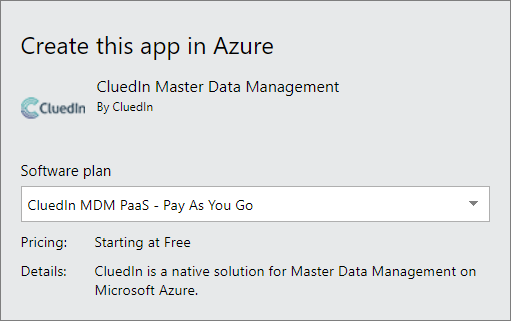 Create this app in Azure
CluedIn Master Data Management
CluedIn
By CluedIn
Software plan
CluedIn MDM PaaS - Pay As You Go
Pricing: Starting at Free
Details: CluedIn is a native solution for Master Data Management on
Microsoft Azure.